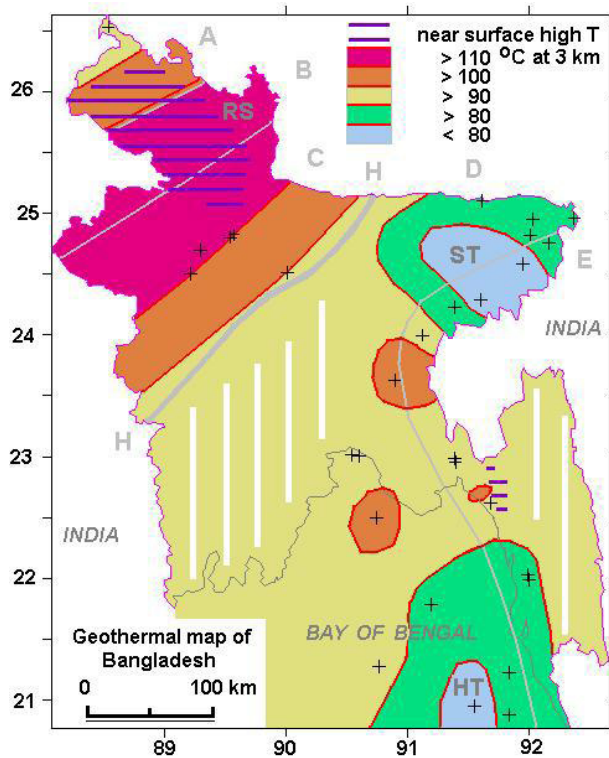 near surface high T
> 110 °C at 3 km
> 100
> 90
> 80
< 80
A
B
RS
C
H
D
ST
E
INDIA
H
INDIA
BAY OF BENGAL
HT
Geothermal map of
Bangladesh
0 100 km
26
25
24
23
22
21
89 90 91 92